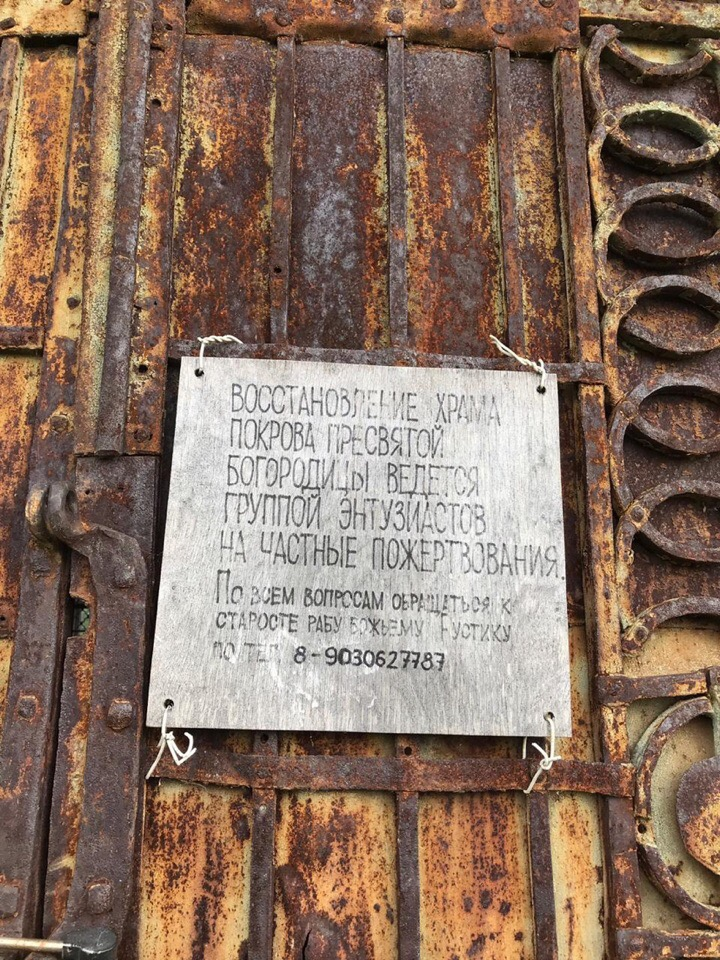 ВОССТАНОВЛЕНИЕ ХРАМА
ПОКРОВА ПРЕСВЯТОЙ
БОГОРОДИЦЫ ВЕДЕТСЯ
ГРУППОЙ ЭНТУЗИАСТОВ
НА ЧАСТНЫЕ ПОЖЕРТВОВАНИЯ.
ПО ВСЕМ ВОПРОСАМ ОБРАЩАТЬСЯ К
СТАРОСТЕ РАБУ БОЖЬЕМУ
ПО ТЕЛ 8-9030627787